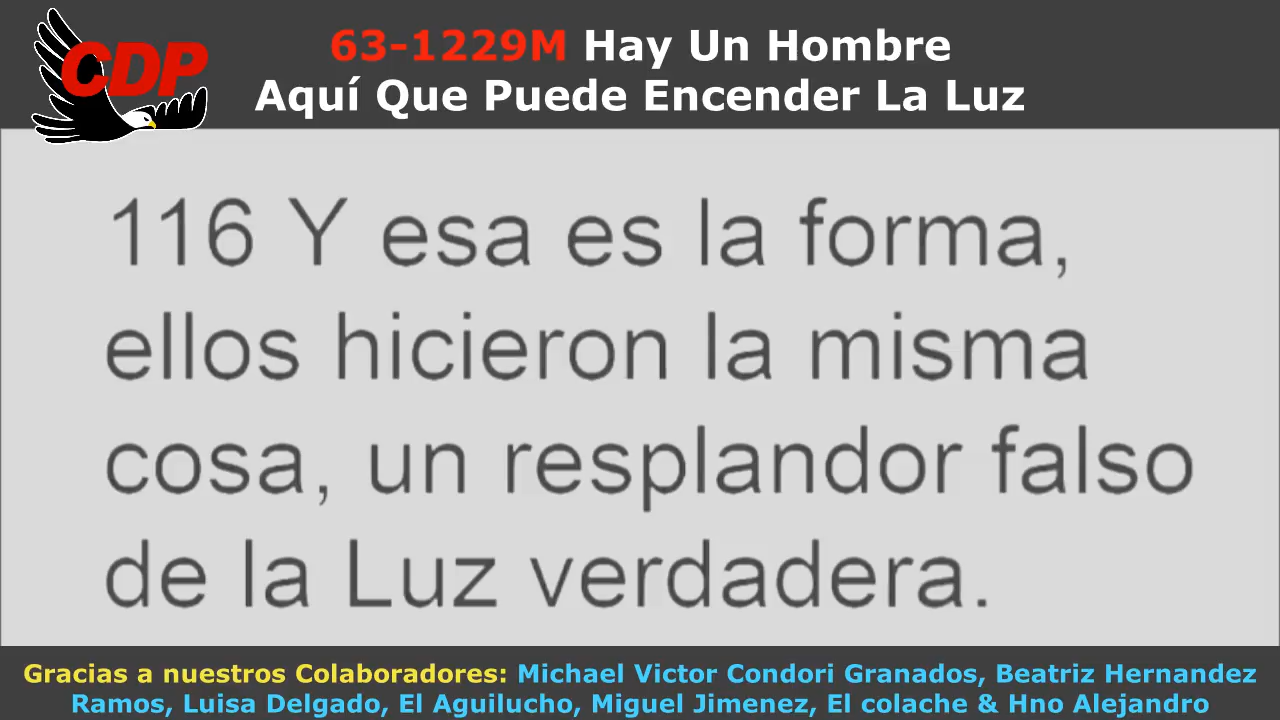 CDP
63-1229M Hay Un Hombre
Aquí Que Puede Encender La Luz
116 Y esa es la forma,
ellos hicieron la misma
cosa, un resplandor falso
de la Luz verdadera.
Gracias a nuestros Colaboradores: Michael Victor Condori Granados, Beatriz Hernandez
Ramos, Luisa Delgado, El Aguilucho, Miguel Jimenez, El colache & Hno Alejandro